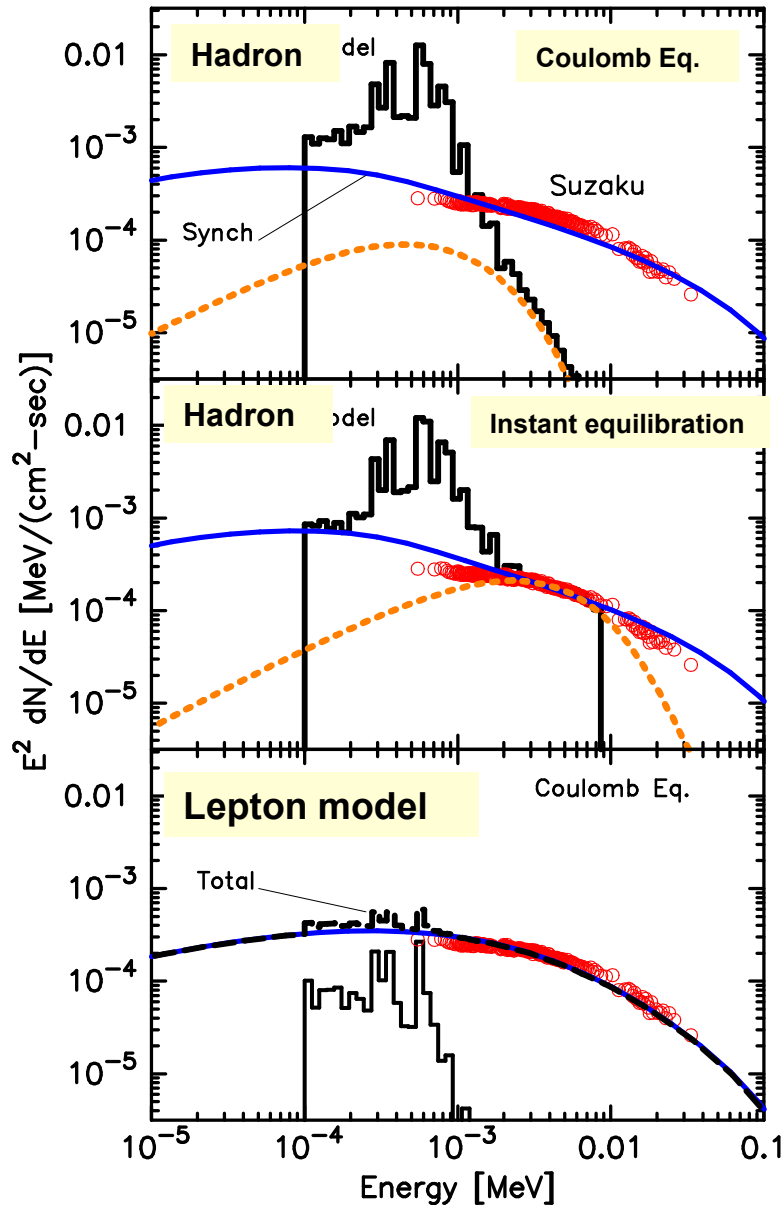 E² dN/dE [MeV/(cm²−sec)]
Hadron
Coulomb Eq.
0.01
10⁻³
10⁻⁴
10⁻⁵
Suzaku
Synch
Hadron
Instant equilibration
0.01
10⁻³
10⁻⁴
10⁻⁵
Lepton model
Coulomb Eq.
0.01
10⁻³
10⁻⁴
10⁻⁵
Total
10⁻⁵ 10⁻⁴ 10⁻³ 0.01 0.1
Energy [MeV]